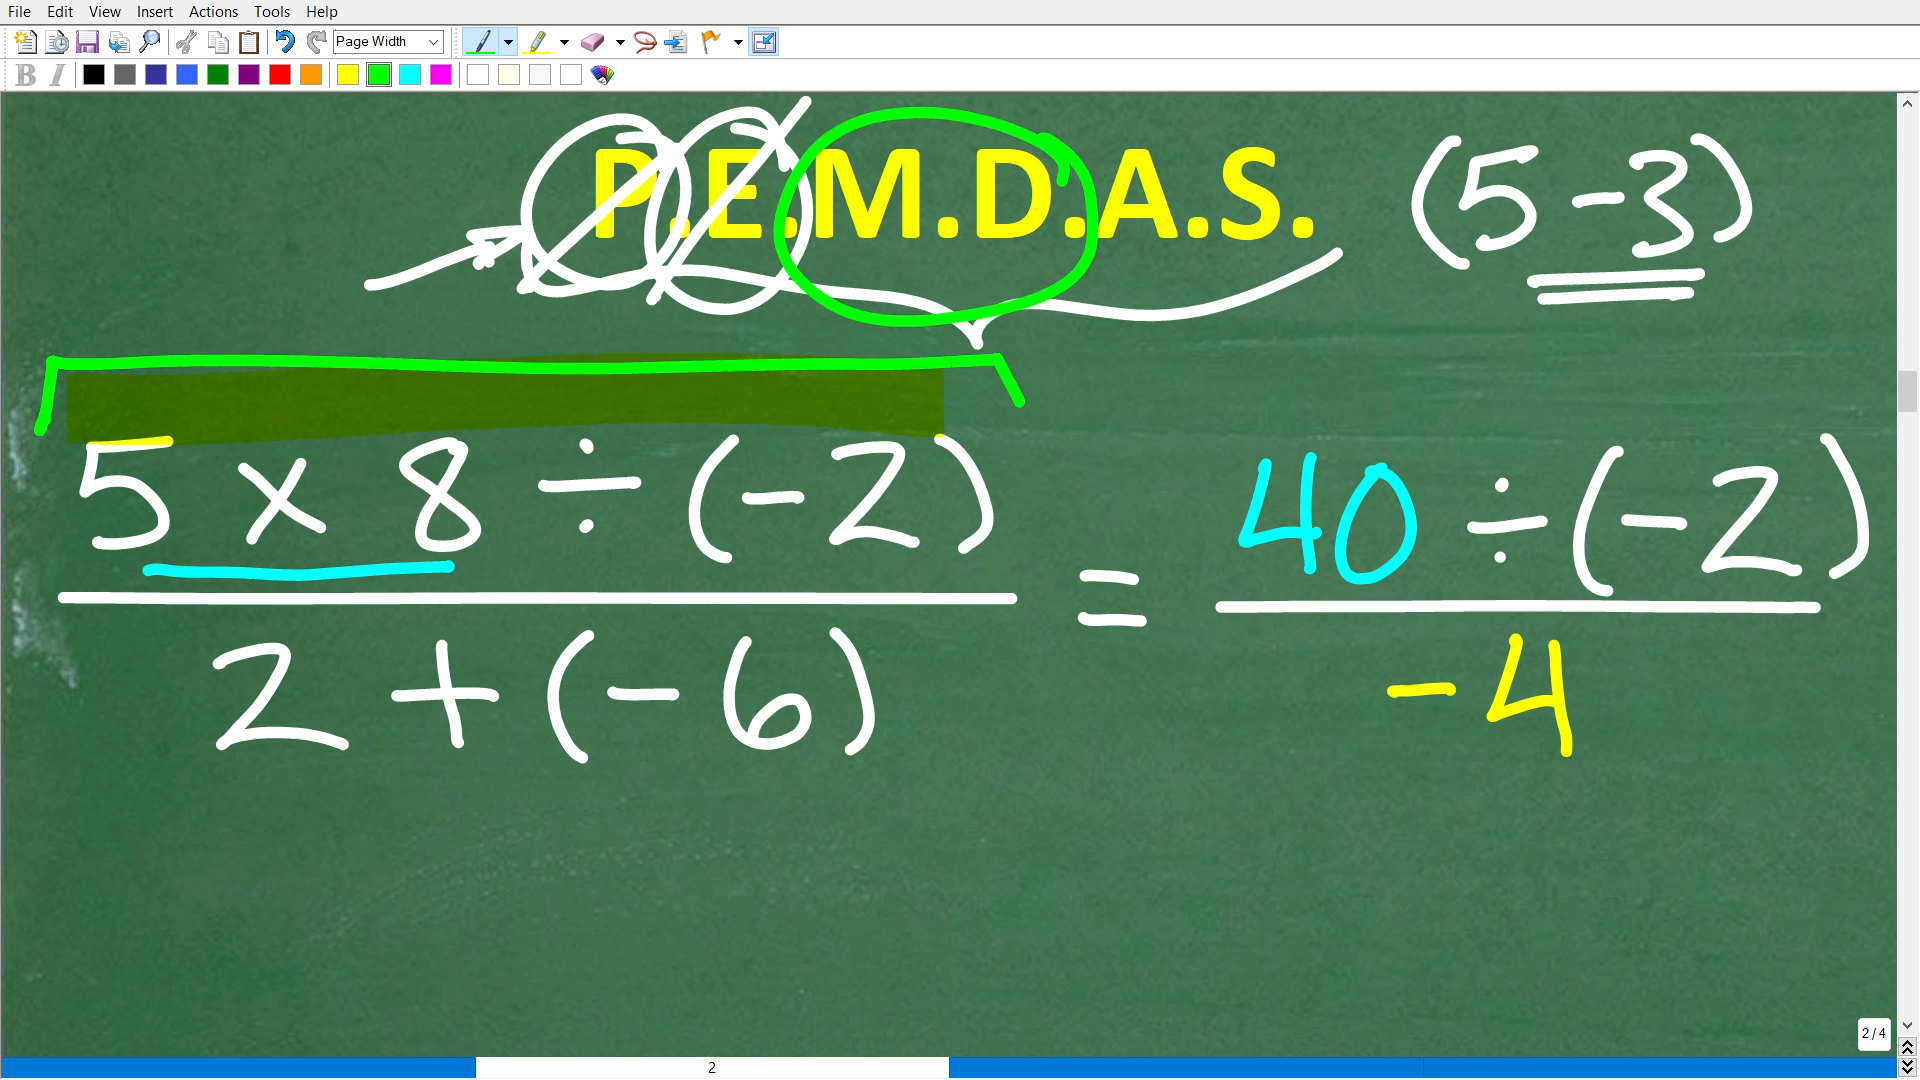 File Edit View Insert Actions Tools Help
Page Width
B I
P.E.M.D.A.S. (5-3)
5 x 8 ÷ (-2)
2 + (-6)
=
40 ÷ (-2)
-4
2 / 4
2